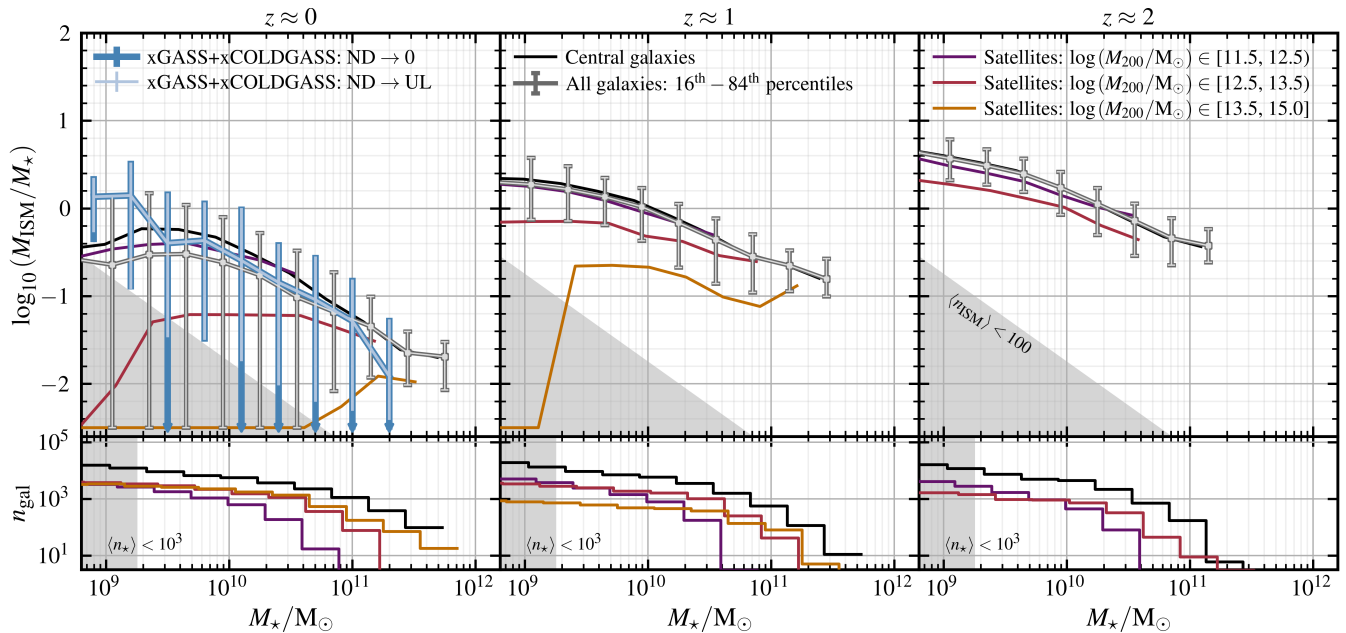 z ≈ 0
z ≈ 1
z ≈ 2
xGASS+xCOLDGASS: ND → 0
xGASS+xCOLDGASS: ND → UL
Central galaxies
All galaxies: 16th − 84th percentiles
Satellites: log (M200/M⊙) ∈ [11.5, 12.5)
Satellites: log (M200/M⊙) ∈ [12.5, 13.5)
Satellites: log (M200/M⊙) ∈ [13.5, 15.0]
log10(MISM/M⋆)
2
1
0
−1
−2
⟨nISM⟩ < 100
ngal
10^5
10^3
10^1
⟨n⋆⟩ < 10^3
⟨n⋆⟩ < 10^3
⟨n⋆⟩ < 10^3
10^9 10^10 10^11 10^12
10^9 10^10 10^11 10^12
10^9 10^10 10^11 10^12
M⋆/M⊙
M⋆/M⊙
M⋆/M⊙